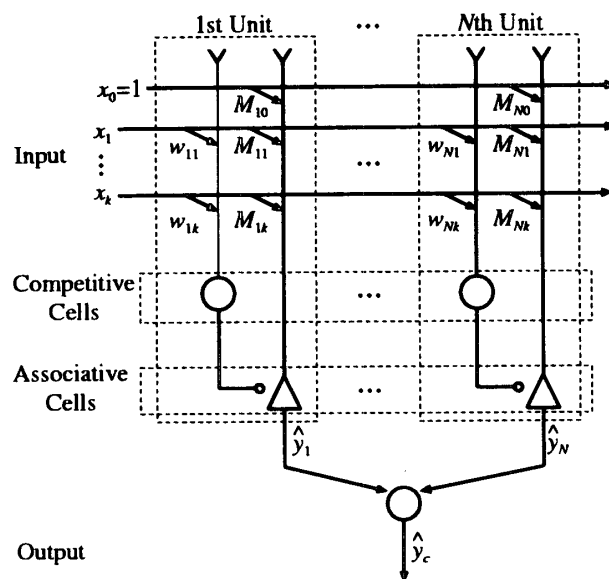 1st Unit ... Nth Unit
x0=1
M10 MN0
x1
w11 M11 wN1 MN1
Input ⋮ ...
xk
w1k M1k wNk MNk
Competitive Cells ...
Associative Cells ...
ŷ1 ŷN
ŷc
Output